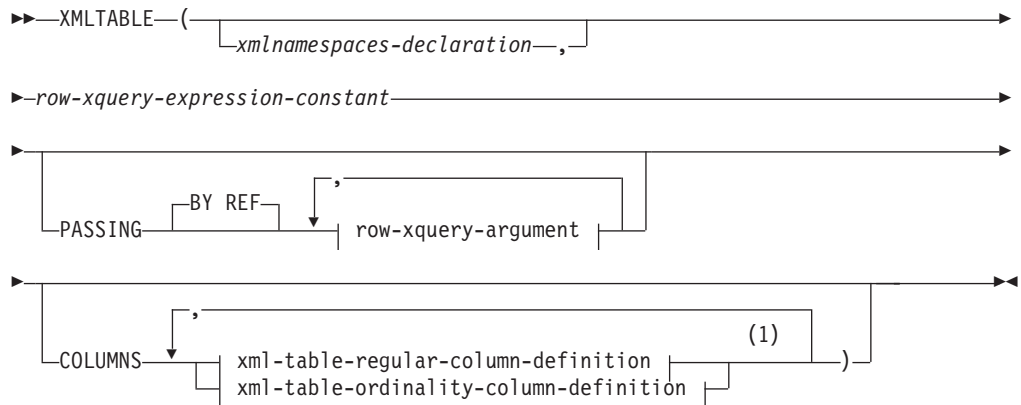 XMLTABLE (
xmlnamespaces-declaration ,
row-xquery-expression-constant
,
BY REF
PASSING row-xquery-argument
,
(1)
COLUMNS xml-table-regular-column-definition )
xml-table-ordinality-column-definition